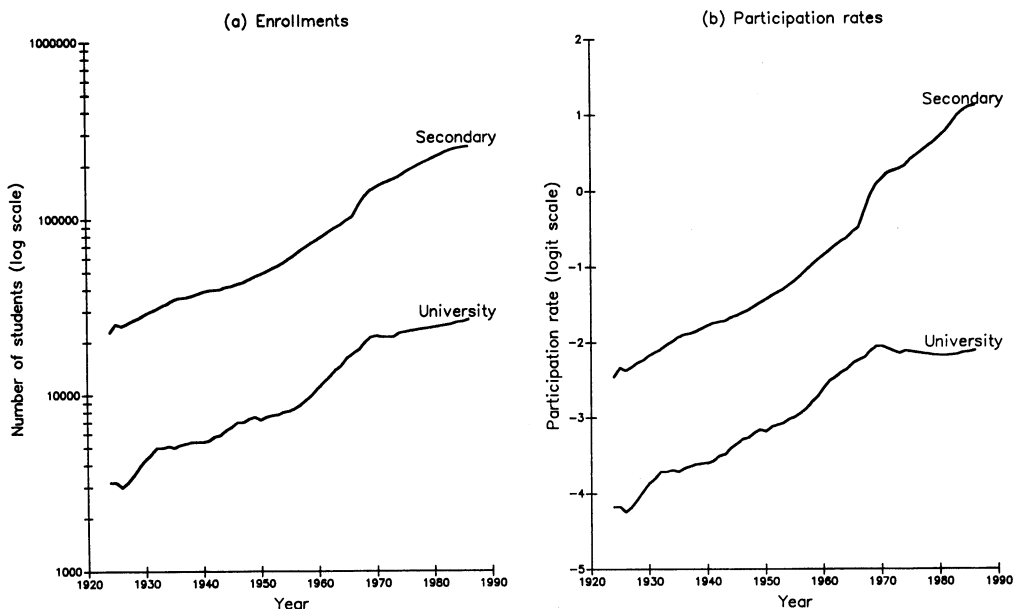 (a) Enrollments
Number of students (log scale)
1000000
100000
10000
1000
Secondary
University
1920 1930 1940 1950 1960 1970 1980 1990
Year
(b) Participation rates
Participation rate (logit scale)
2
1
0
-1
-2
-3
-4
-5
Secondary
University
1920 1930 1940 1950 1960 1970 1980 1990
Year